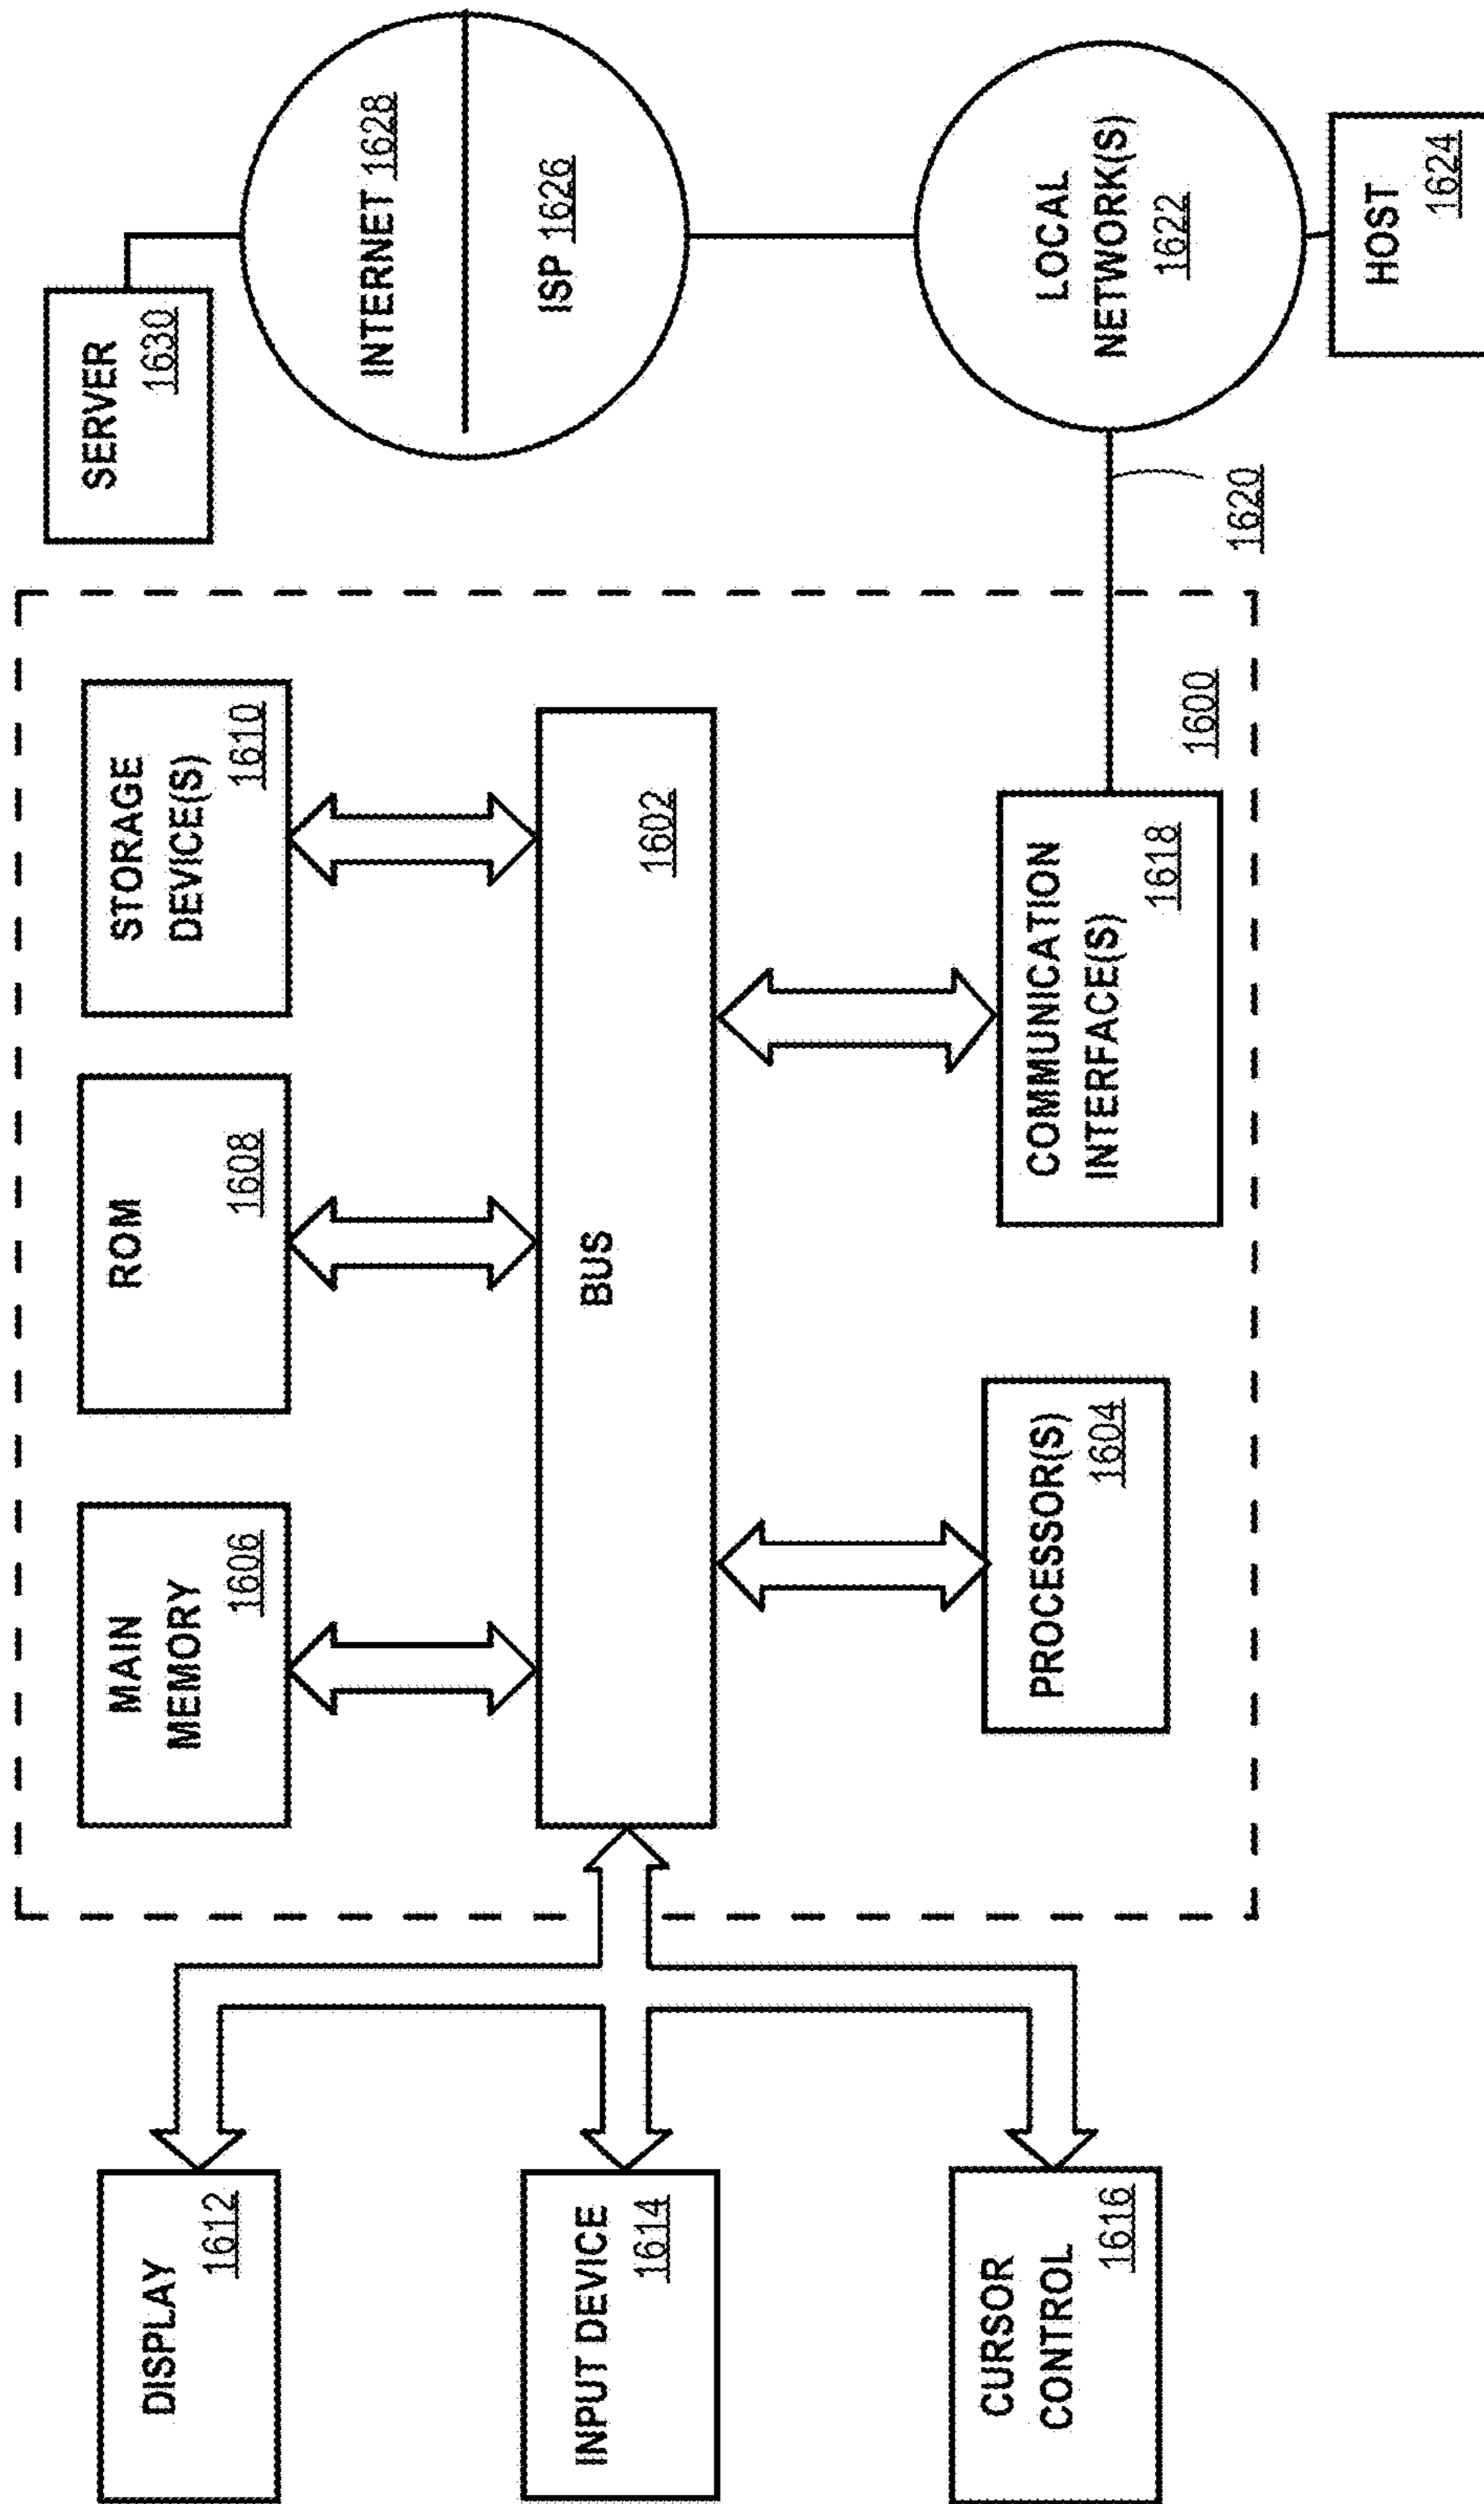 DISPLAY
1612
INPUT DEVICE
1614
CURSOR
CONTROL
1616
MAIN
MEMORY
1606
ROM
1608
STORAGE
DEVICE(S)
1610
BUS
1602
PROCESSOR(S)
1604
COMMUNICATION
INTERFACE(S)
1618
1600
SERVER
1630
INTERNET 1628
ISP 1626
LOCAL
NETWORK(S)
1622
1620
HOST
1624